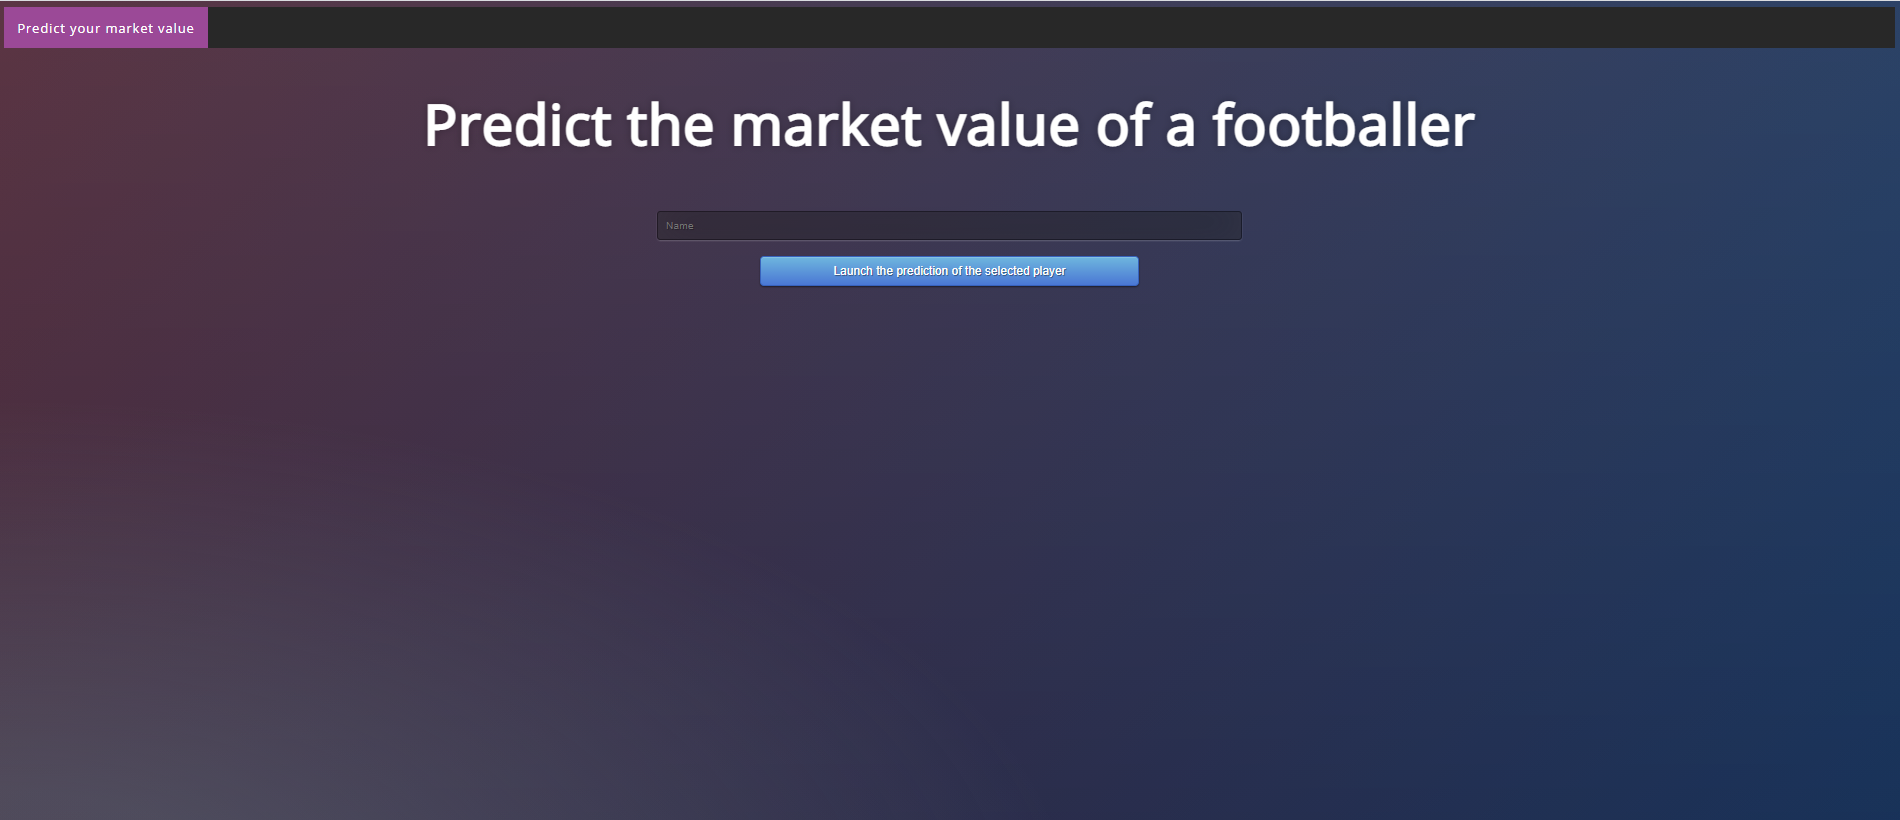 Predict your market value
Predict the market value of a footballer
Name
Launch the prediction of the selected player